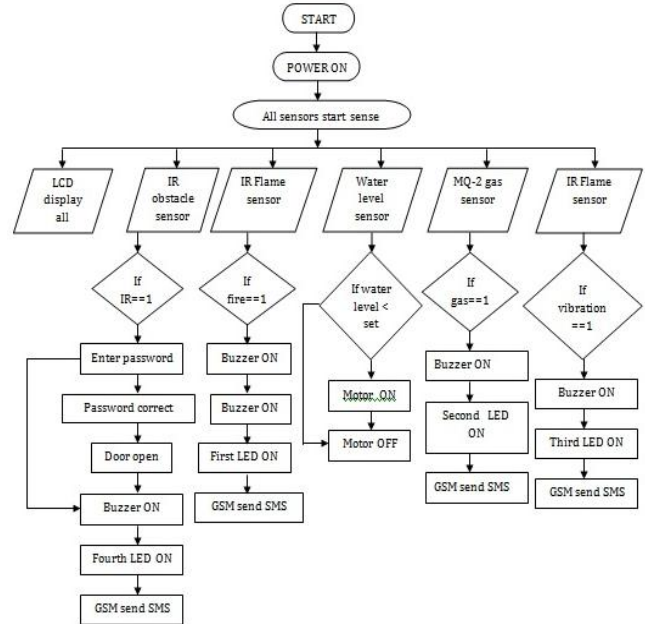 START
POWER ON
All sensors start sense
LCD
display
all
IR
obstacle
sensor
IR Flame
sensor
Water
level
sensor
MQ-2 gas
sensor
IR Flame
sensor
If
IR==1
Enter password
Password correct
Door open
Buzzer ON
Fourth LED ON
GSM send SMS
If
fire==1
Buzzer ON
Buzzer ON
First LED ON
GSM send SMS
If water
level <
set
Motor ON
Motor OFF
If
gas==1
Buzzer ON
Second LED
ON
GSM send SMS
If
vibration
==1
Buzzer ON
Third LED ON
GSM send SMS